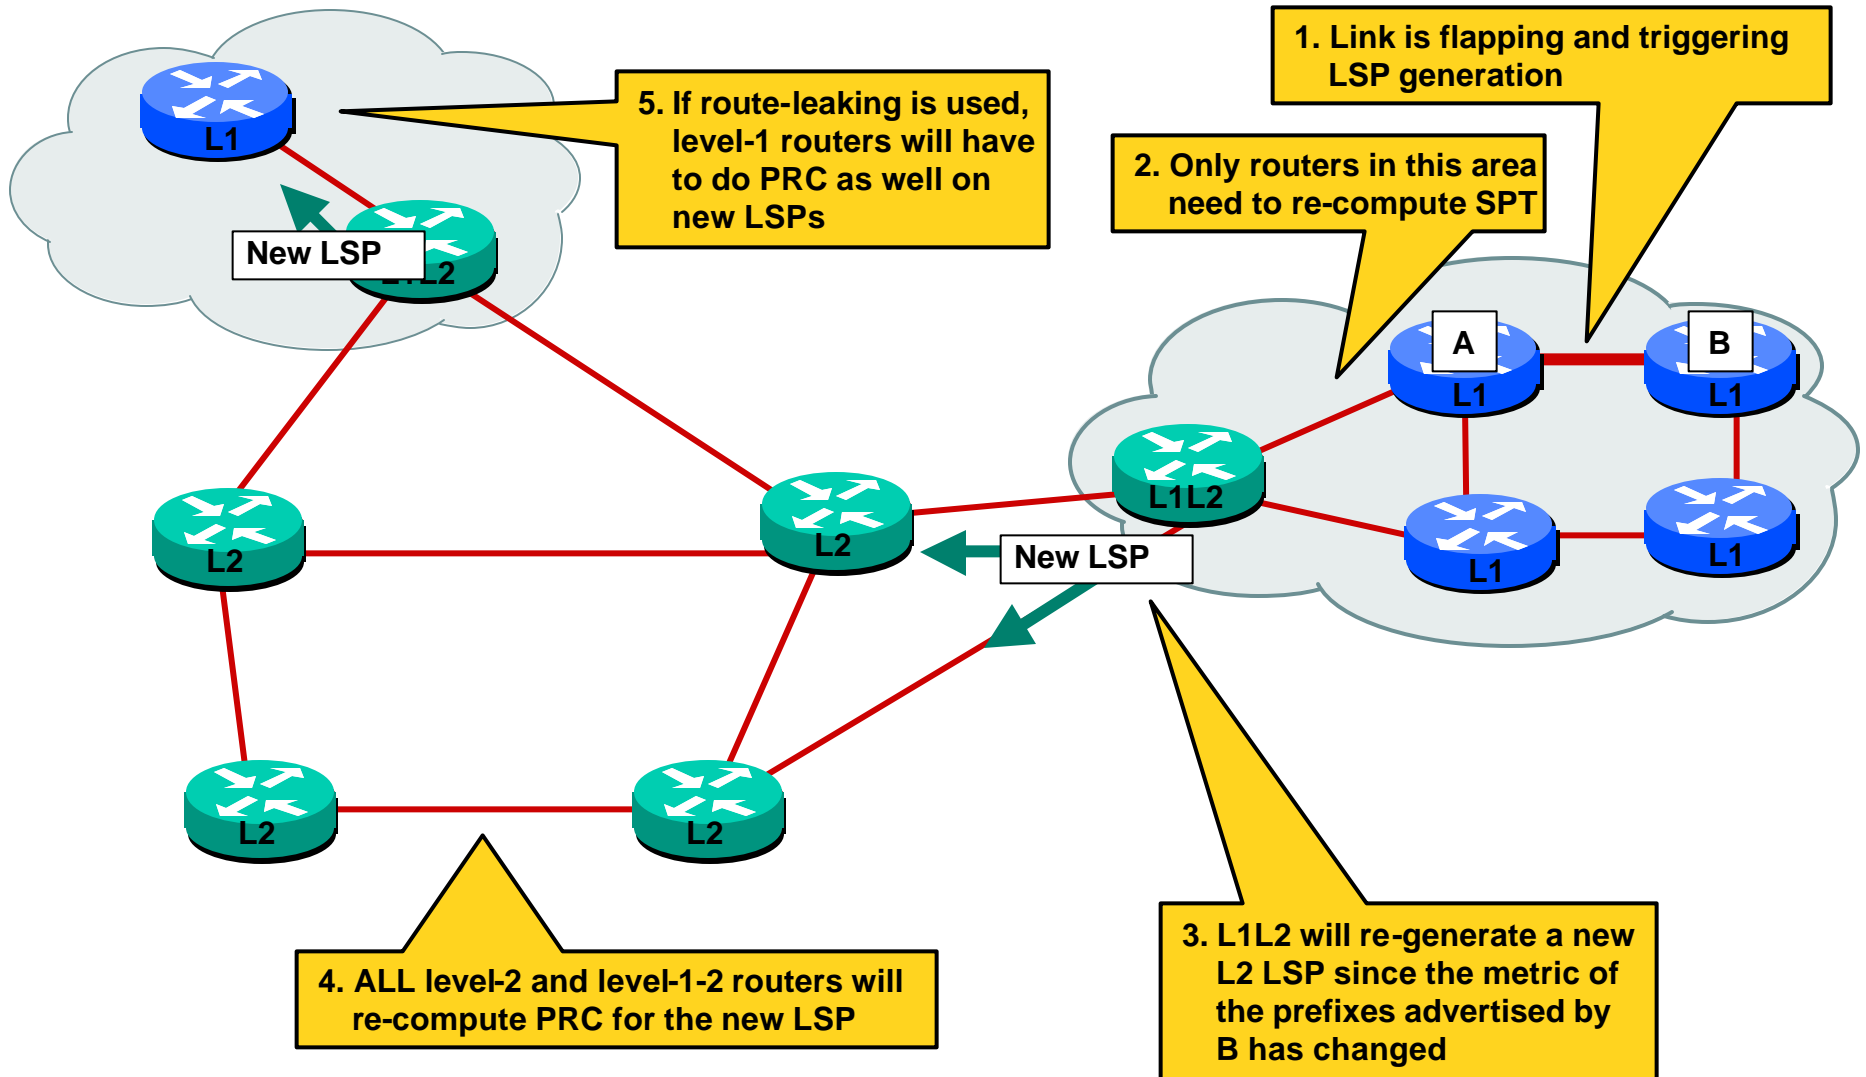 1. Link is flapping and triggering
LSP generation
5. If route-leaking is used,
level-1 routers will have
to do PRC as well on
new LSPs
2. Only routers in this area
need to re-compute SPT
L1
New LSP
L2
A
L1
B
L1
L1L2
L2
L2
New LSP
L1
L1
L2
L2
3. L1L2 will re-generate a new
L2 LSP since the metric of
the prefixes advertised by
B has changed
4. ALL level-2 and level-1-2 routers will
re-compute PRC for the new LSP